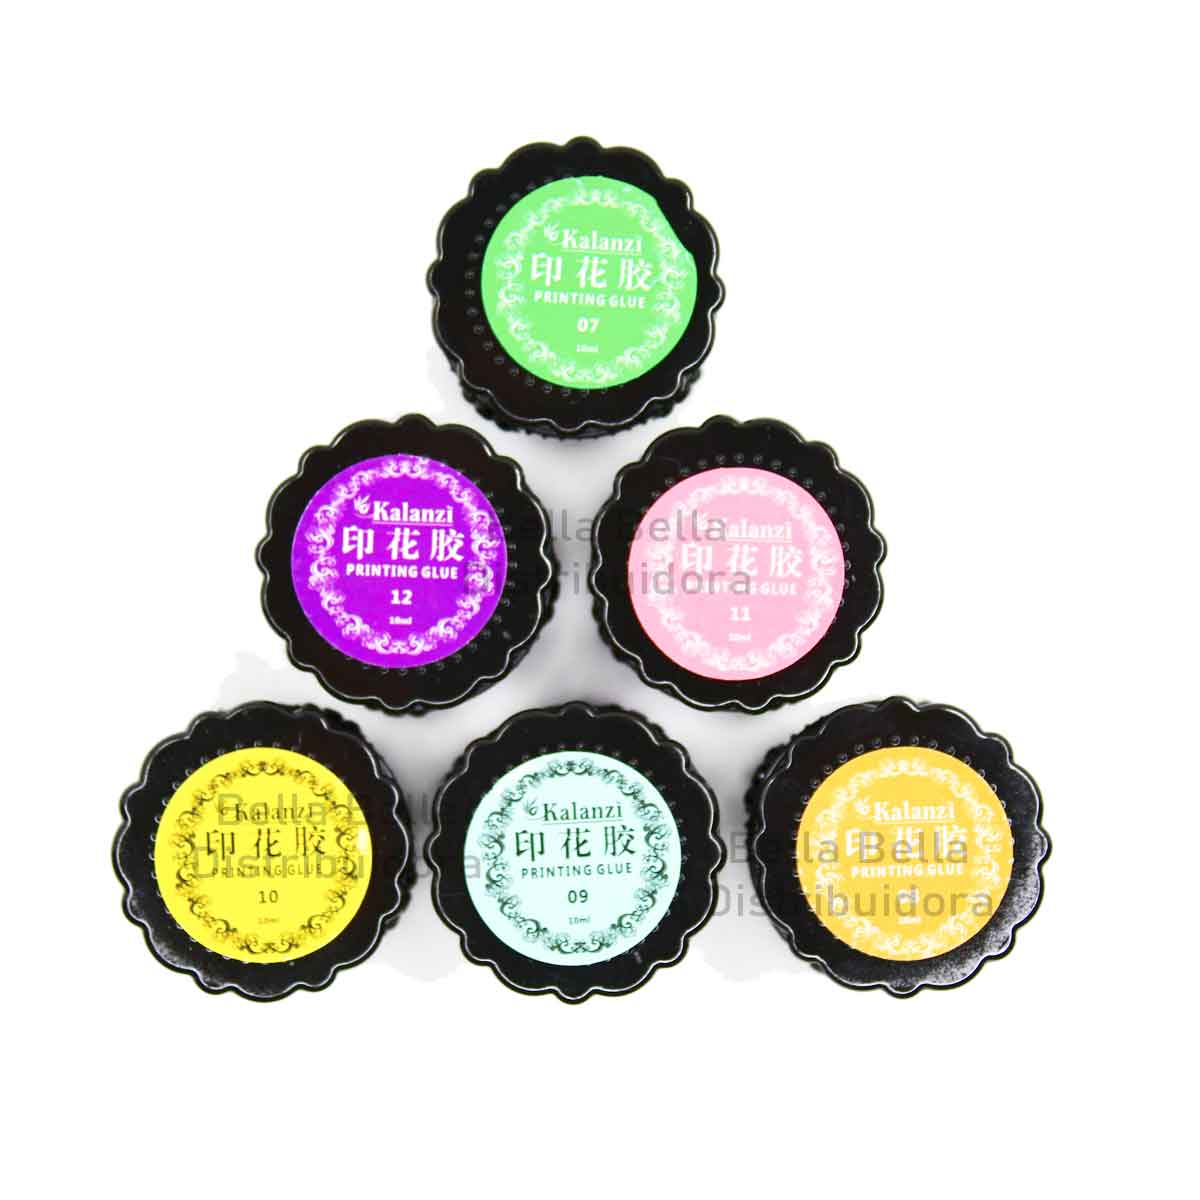 Kalanzi
印花胶
PRINTING GLUE
07
10ml
Kalanzi
印花胶
PRINTING GLUE
12
10ml
Kalanzi
印花胶
PRINTING GLUE
11
10ml
Bella Bella
Distribuidora
Kalanzi
印花胶
PRINTING GLUE
10
10ml
Bella Bella
Distribuidora
Kalanzi
印花胶
PRINTING GLUE
09
10ml
Kalanzi
印花胶
PRINTING GLUE
Bella Bella
Distribuidora